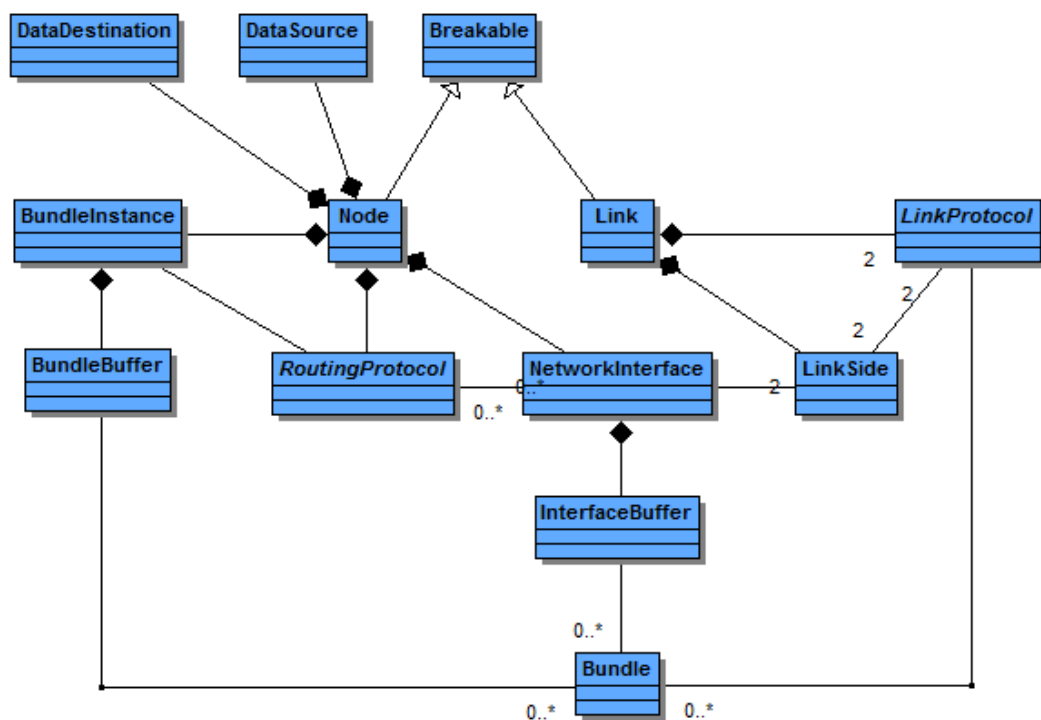 DataDestination
DataSource
Breakable
BundleInstance
Node
Link
LinkProtocol
2
2
2
BundleBuffer
RoutingProtocol
NetworkInterface
LinkSide
0..*
2
0..*
InterfaceBuffer
0..*
Bundle
0..*
0..*